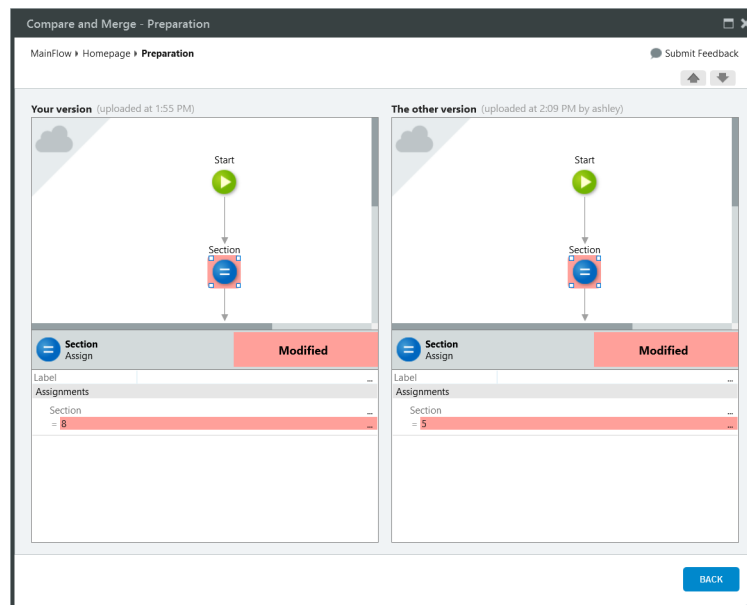 Compare and Merge - Preparation
MainFlow Homepage Preparation
Submit Feedback
Your version (uploaded at 1:55 PM)
Start
Section
Section
Assign
Modified
Label ...
Assignments
Section ...
= 8 ...
The other version (uploaded at 2:09 PM by ashley)
Start
Section
Section
Assign
Modified
Label ...
Assignments
Section ...
= 5 ...
BACK